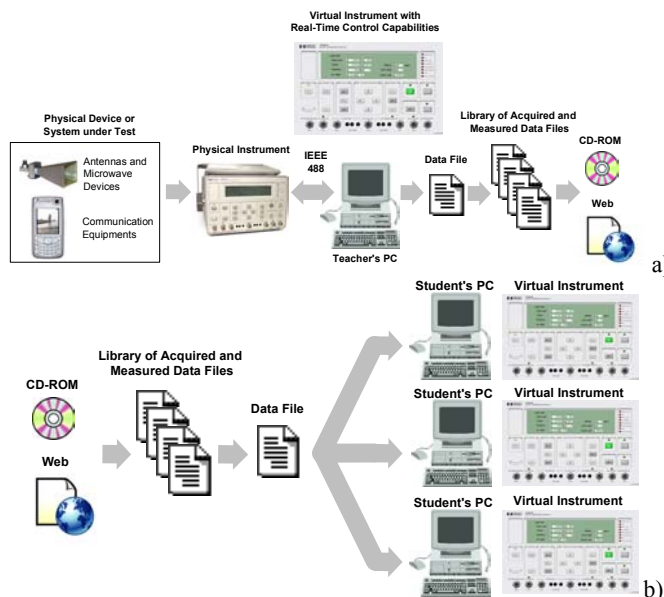 Virtual Instrument with
Real-Time Control Capabilities
Physical Device or
System under Test
Antennas and
Microwave
Devices
Communication
Equipments
Physical Instrument
IEEE
488
Teacher's PC
Data File
Library of Acquired and
Measured Data Files
CD-ROM
Web
a)
CD-ROM
Web
Library of Acquired and
Measured Data Files
Data File
Student's PC
Virtual Instrument
Student's PC
Virtual Instrument
Student's PC
Virtual Instrument
b)